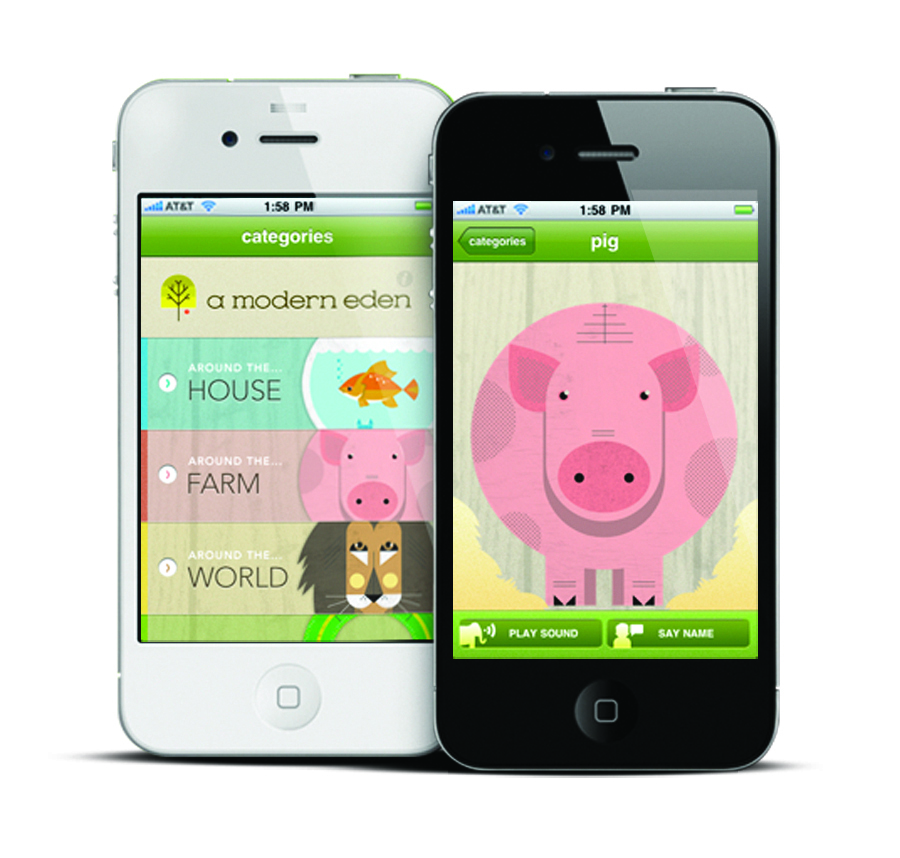 AT&T 1:58 PM
categories
a modern eden
AROUND THE...
HOUSE
AROUND THE...
FARM
AROUND THE...
WORLD
AT&T 1:58 PM
categories pig
PLAY SOUND SAY NAME